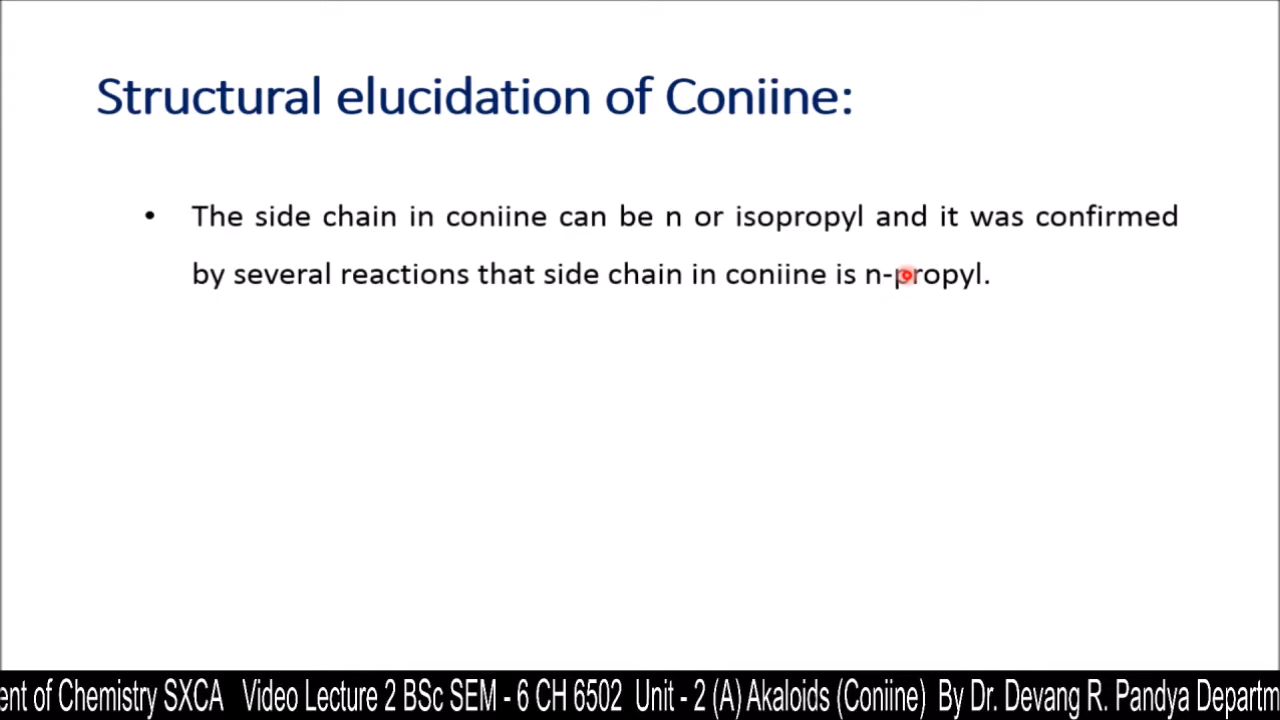 Structural elucidation of Coniine:
• The side chain in coniine can be n or isopropyl and it was confirmed
by several reactions that side chain in coniine is n-propyl.
ent of Chemistry SXCA Video Lecture 2 BSc SEM - 6 CH 6502 Unit - 2 (A) Akaloids (Coniine) By Dr. Devang R. Pandya Departm